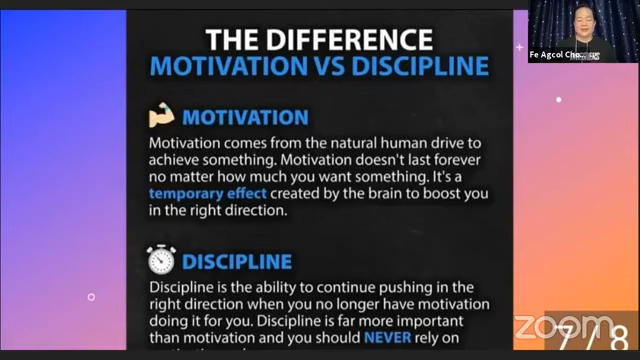 THE DIFFERENCE
MOTIVATION VS DISCIPLINE
MOTIVATION
Motivation comes from the natural human drive to
achieve something. Motivation doesn't last forever
no matter how much you want something. It's a
temporary effect created by the brain to boost you
in the right direction.
DISCIPLINE
Discipline is the ability to continue pushing in the
right direction when you no longer have motivation
doing it for you. Discipline is far more important
than motivation and you should NEVER rely on
Fe Agcol
zoom
7/8